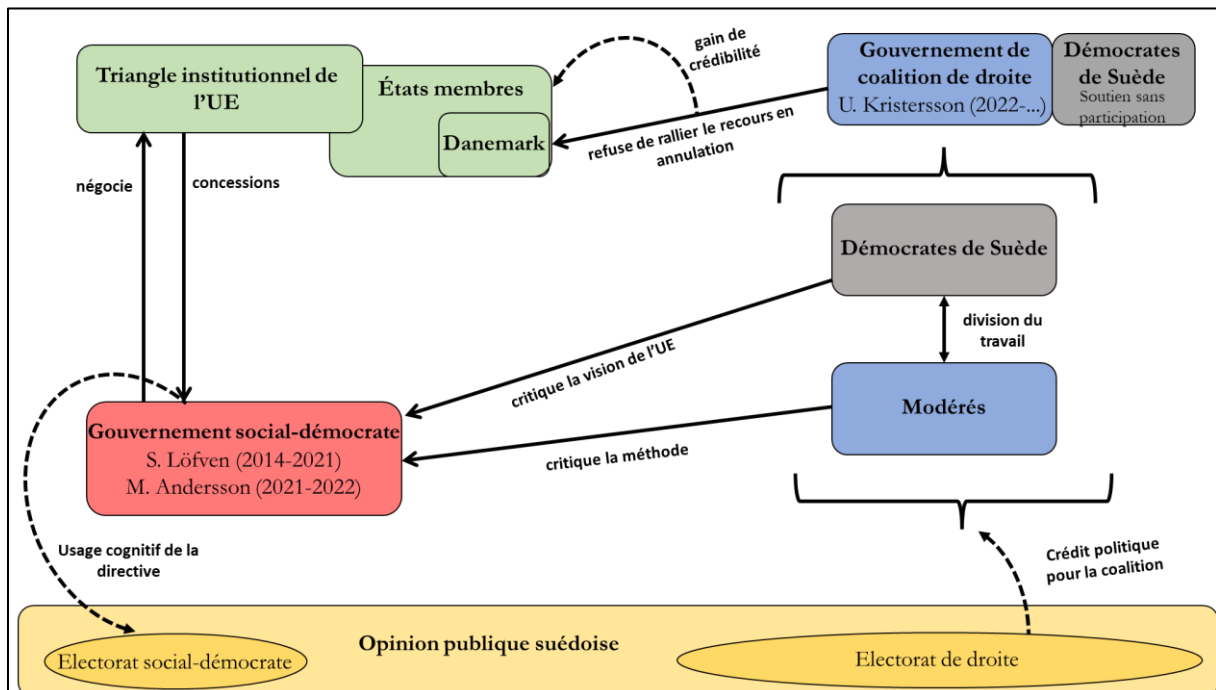 Triangle institutionnel de
l'UE
États membres
Danemark
gain de
crédibilité
refuse de rallier le recours en
annulation
Gouvernement de
coalition de droite
U. Kristersson (2022-...)
Démocrates
de Suède
Soutien sans
participation
négocie
concessions
Démocrates de Suède
division du
travail
critique la vision de l'UE
Modérés
critique la méthode
Gouvernement social-démocrate
S. Löfven (2014-2021)
M. Andersson (2021-2022)
Usage cognitif de la
directive
Crédit politique
pour la coalition
Opinion publique suédoise
Electorat social-démocrate
Electorat de droite